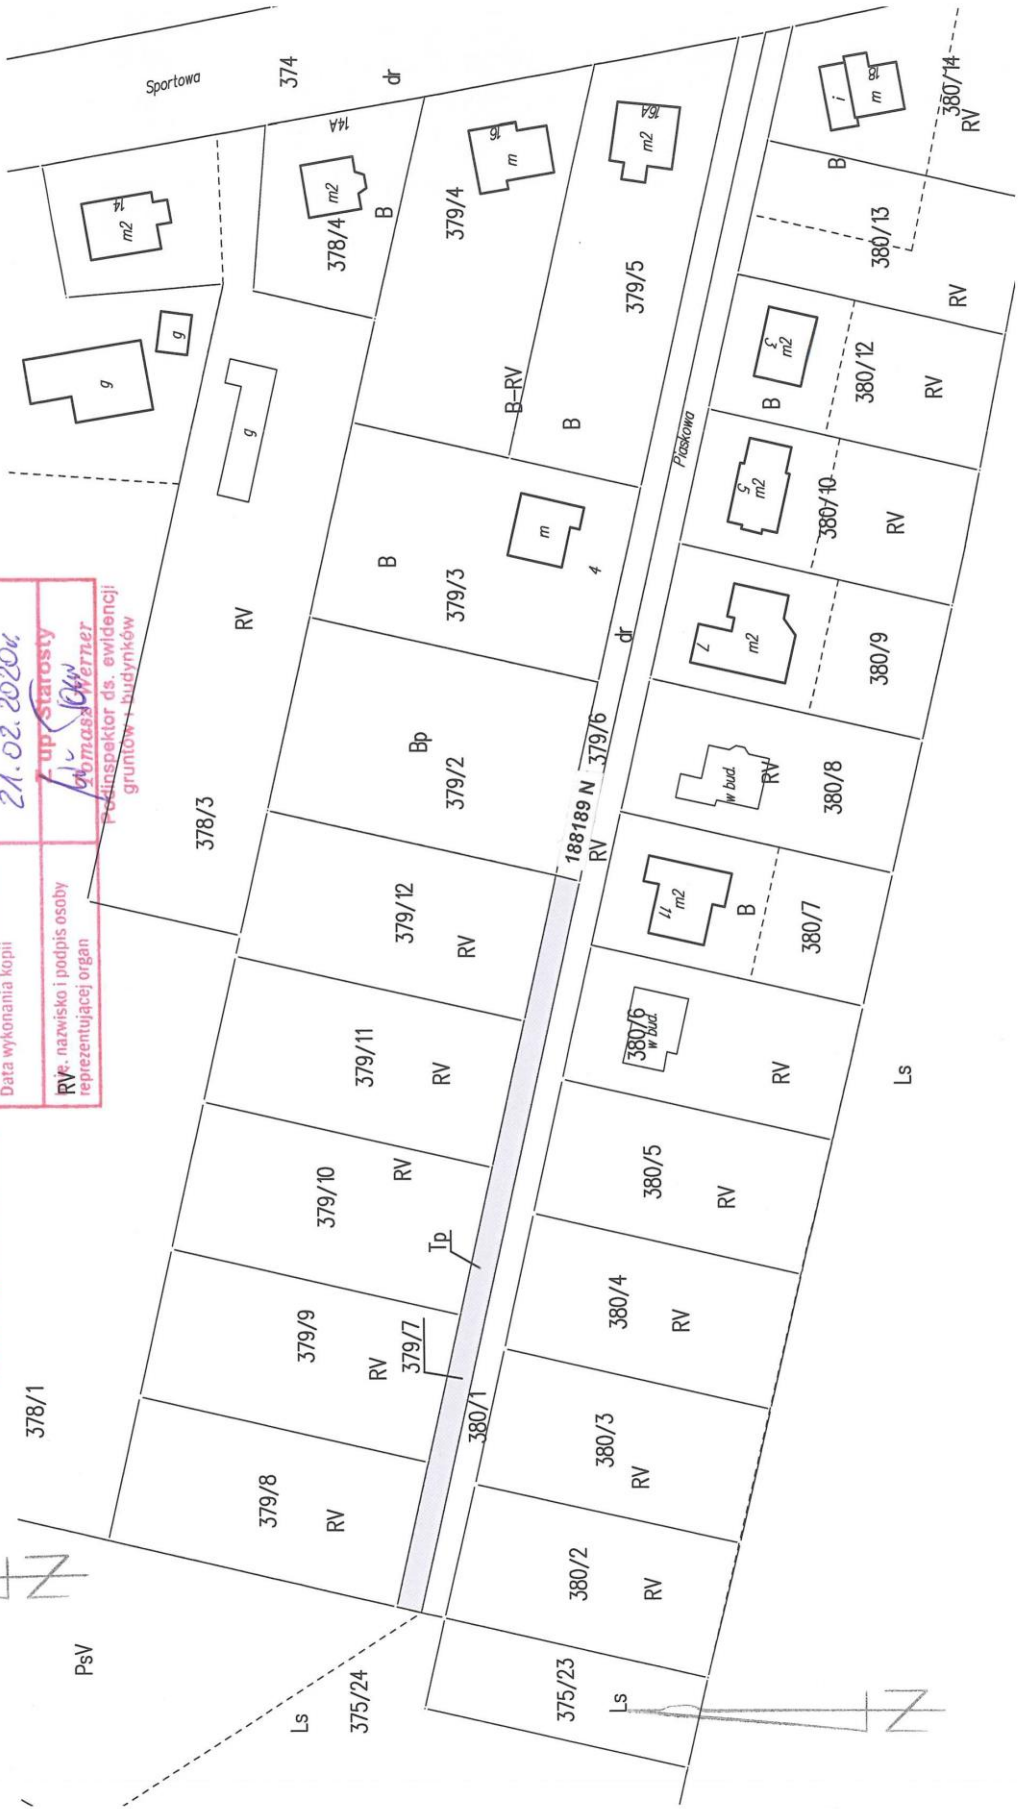 Sportowa
374
dr
14
m2
14A
m2
378/4
B
16
m
379/4
16A
m2
379/5
i
m
18
B
380/14
RV
380/13
RV
g
g
g
B-RV
B
3
m2
B
380/12
RV
Piaskowa
5
m2
380/10
RV
m
4
B
379/3
RV
7
m2
380/9
dr
21.02.2020r.
Z up. Starosty
Tomasz Werner
Podinspektor ds. ewidencji
gruntów i budynków
Data wykonania kopii
RV
Imię, nazwisko i podpis osoby
reprezentującej organ
378/3
Bp
379/2
379/6
188189 N
RV
w bud.
RV
380/8
11
m2
B
380/7
379/12
RV
379/11
RV
380/6
w bud.
RV
Ls
379/10
RV
Tp
380/5
RV
379/9
RV
379/7
380/4
RV
378/1
380/1
380/3
RV
379/8
RV
380/2
RV
N
PsV
Ls
375/24
375/23
Ls
N